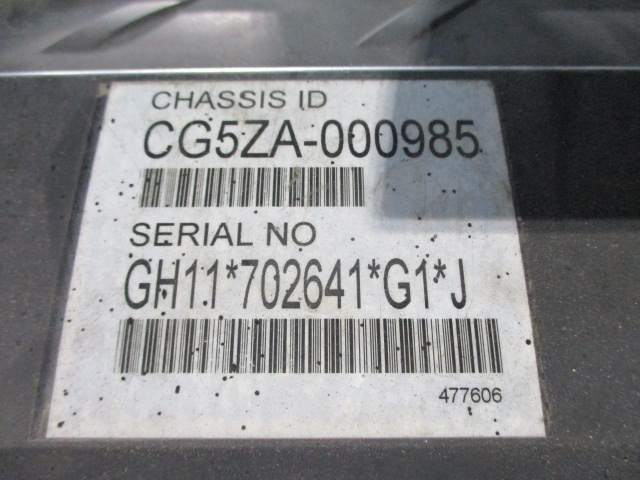 CHASSIS ID
CG5ZA-000985
SERIAL NO
GH11*702641*G1*J
477606